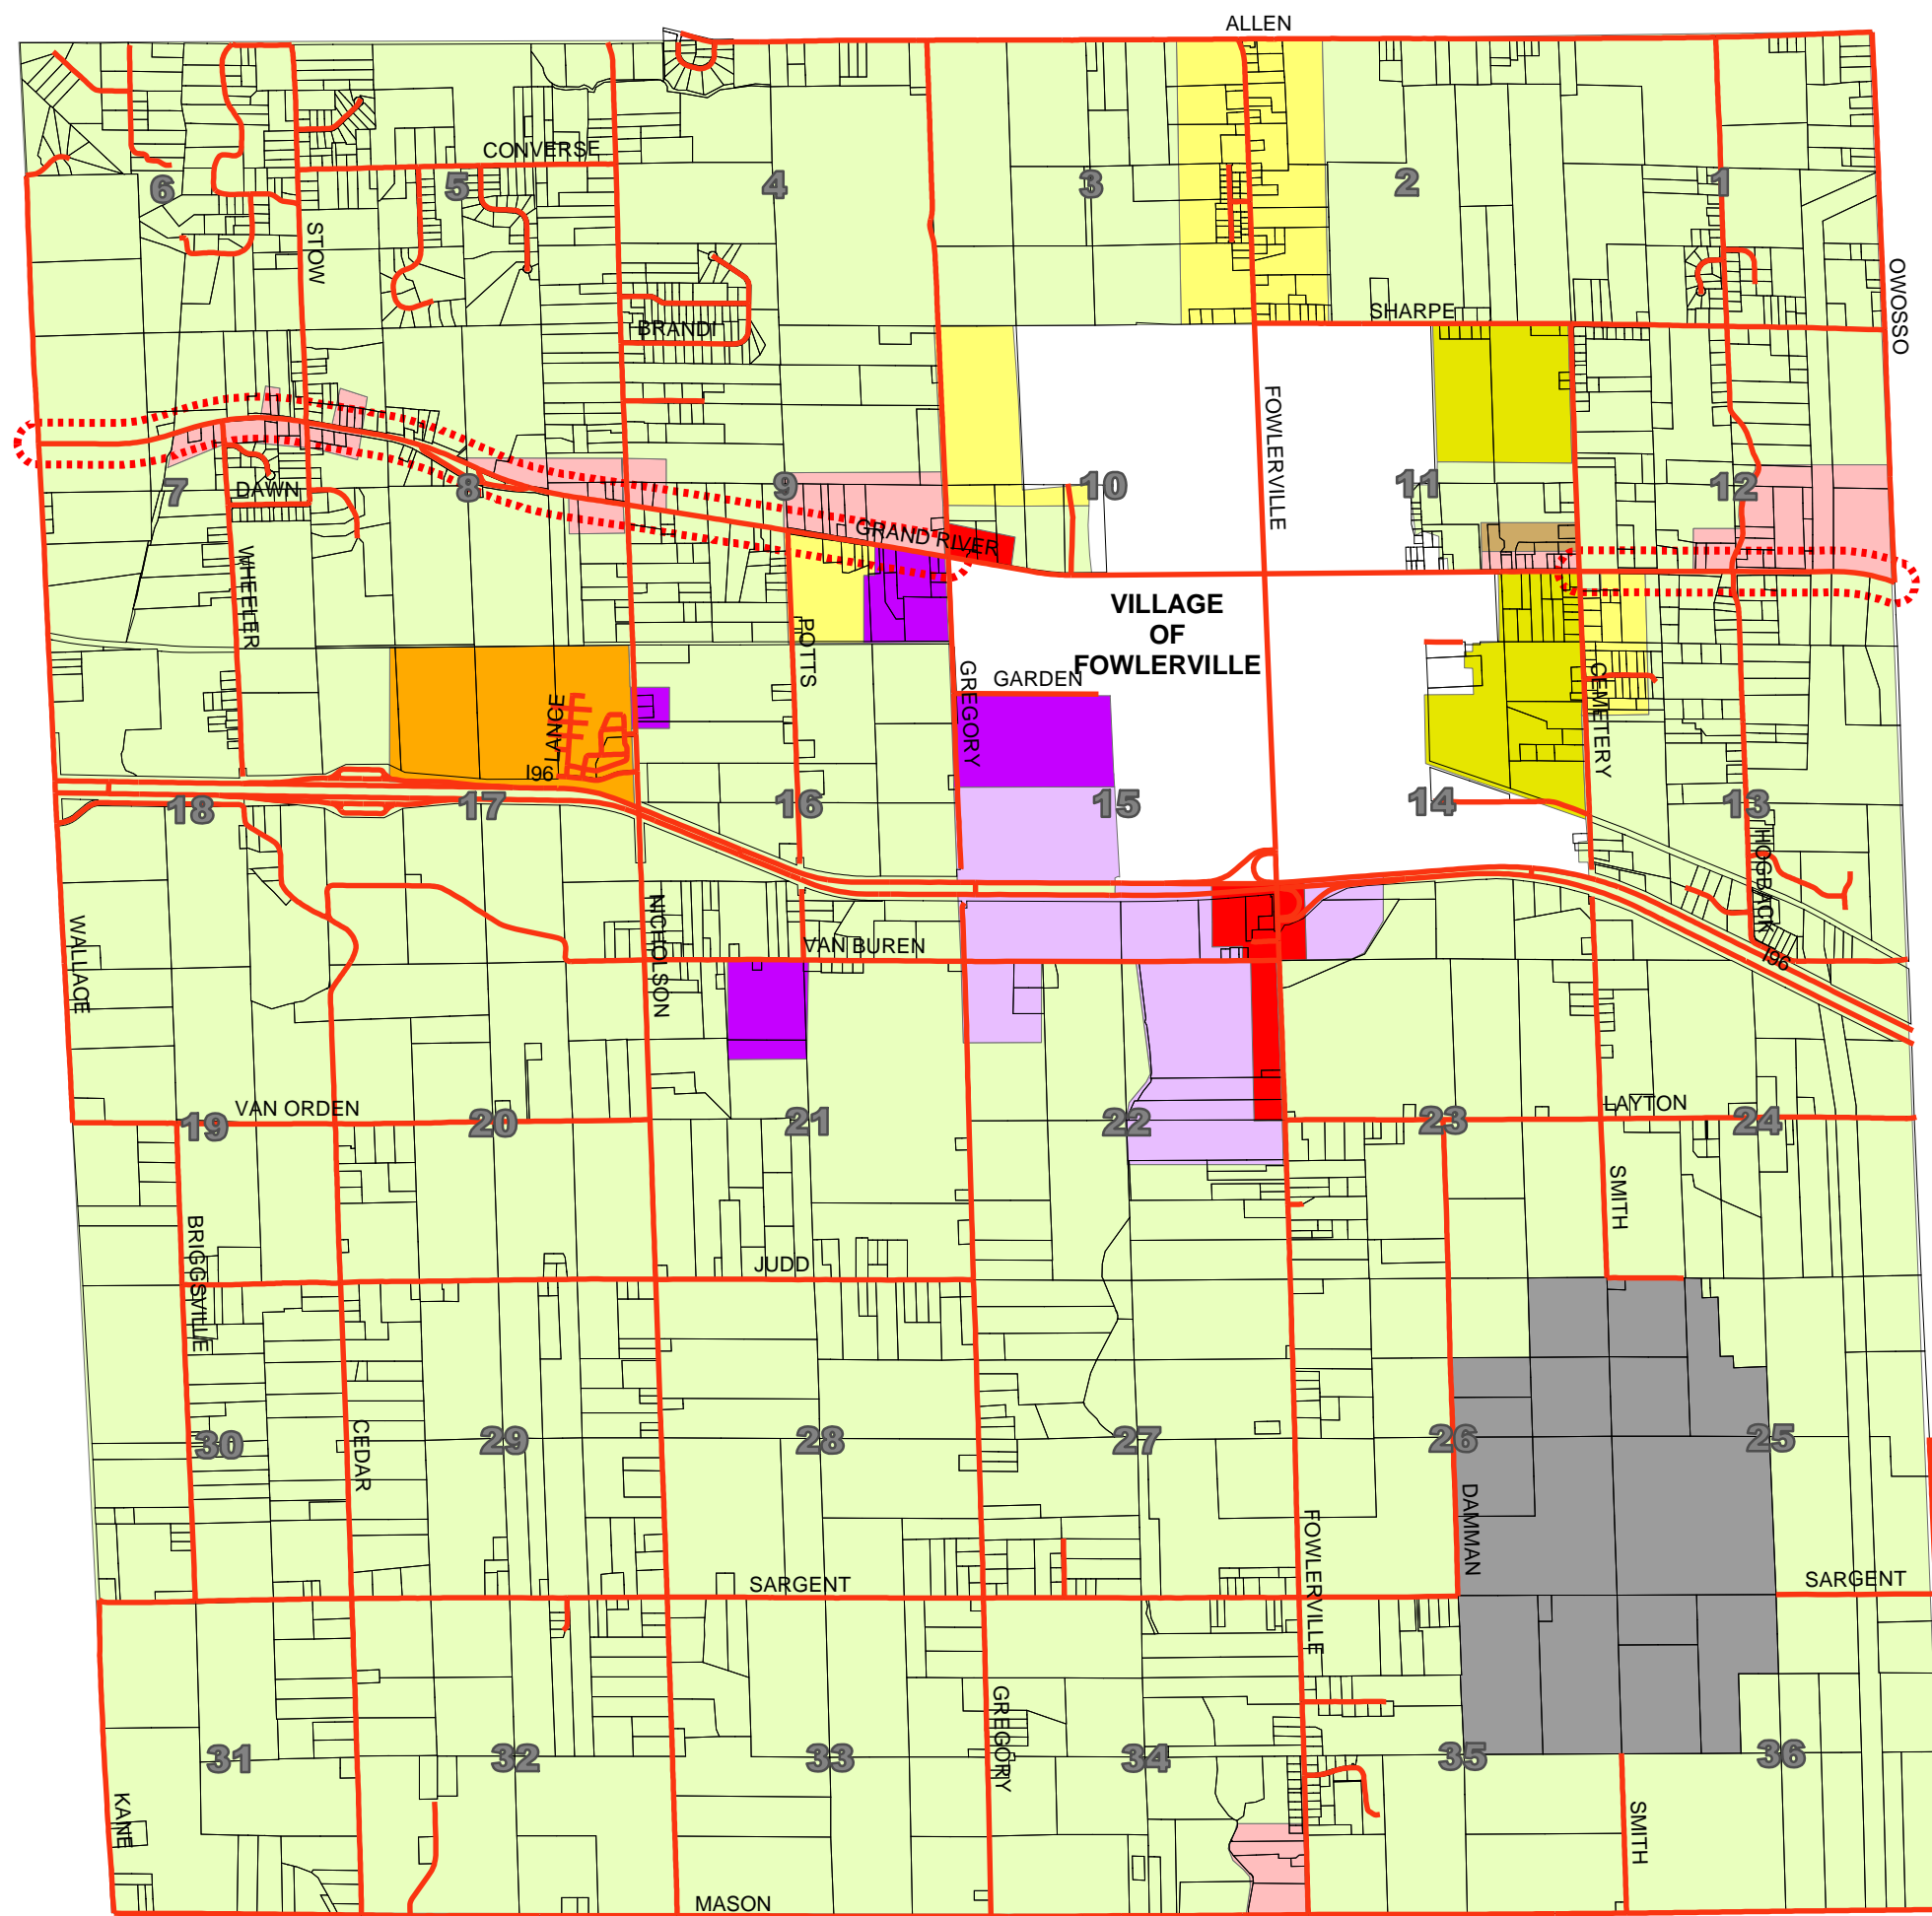 ALLEN
CONVERSE
6
5
4
3
2
1
STOW
OWOSSO
BRANDI
SHARPE
FOWLERVILLE
7
DAWN
8
9
10
11
12
GRAND RIVER
WHEELER
POTTS
VILLAGE
OF
FOWLERVILLE
GREGORY
GARDEN
CEMETERY
LANCE
I96
18
17
16
15
14
13
HOGBACK
WALLACE
NICHOLSON
VAN BUREN
I96
VAN ORDEN
19
20
21
22
23
LAYTON
24
SMITH
BRIGGSVILLE
JUDD
30
CEDAR
29
28
27
26
25
DAMMAN
FOWLERVILLE
SARGENT
SARGENT
GREGORY
31
32
33
34
35
36
KANE
SMITH
MASON